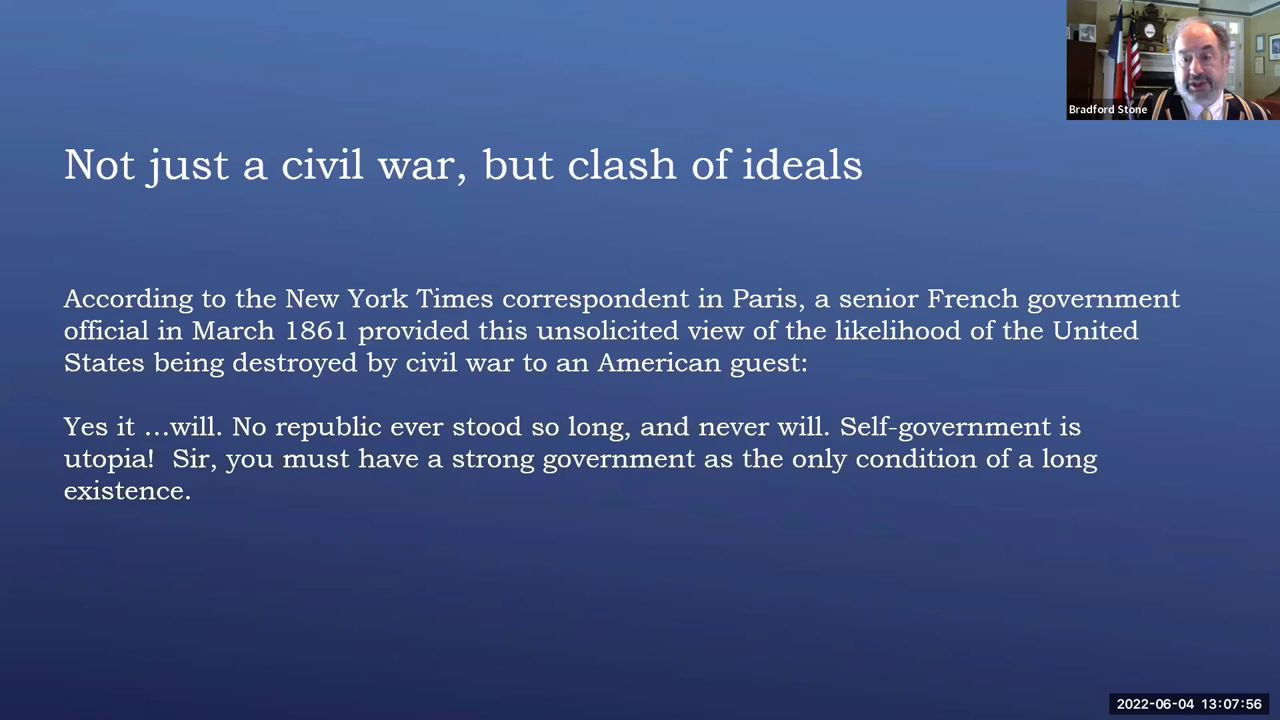 Bradford Stone
Not just a civil war, but clash of ideals
According to the New York Times correspondent in Paris, a senior French government
official in March 1861 provided this unsolicited view of the likelihood of the United
States being destroyed by civil war to an American guest:
Yes it ...will. No republic ever stood so long, and never will. Self-government is
utopia!  Sir, you must have a strong government as the only condition of a long
existence.
2022-06-04 13:07:56